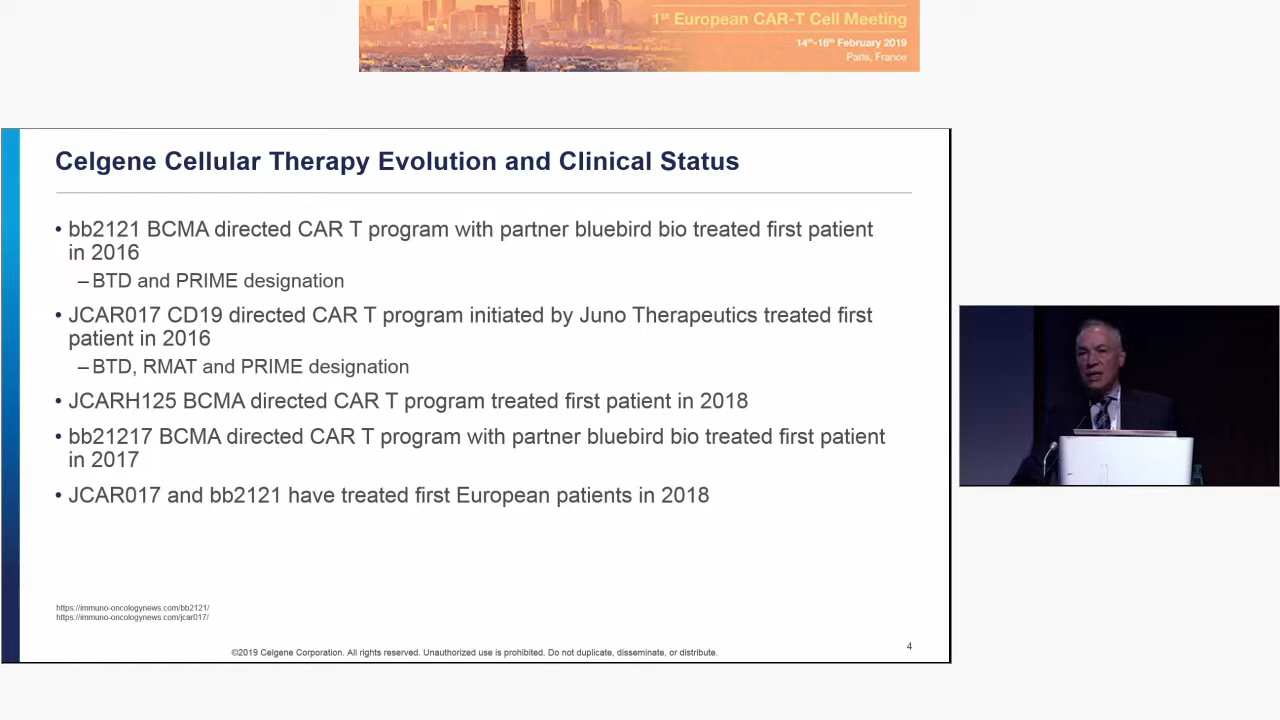 1st European CAR-T Cell Meeting
14th-16th February 2019
Paris, France
Celgene Cellular Therapy Evolution and Clinical Status
• bb2121 BCMA directed CAR T program with partner bluebird bio treated first patient
in 2016
– BTD and PRIME designation
• JCAR017 CD19 directed CAR T program initiated by Juno Therapeutics treated first
patient in 2016
– BTD, RMAT and PRIME designation
• JCARH125 BCMA directed CAR T program treated first patient in 2018
• bb21217 BCMA directed CAR T program with partner bluebird bio treated first patient
in 2017
• JCAR017 and bb2121 have treated first European patients in 2018
https://immuno-oncologynews.com/bb2121/
https://immuno-oncologynews.com/jcar017/
©2019 Celgene Corporation. All rights reserved. Unauthorized use is prohibited. Do not duplicate, disseminate, or distribute.
4